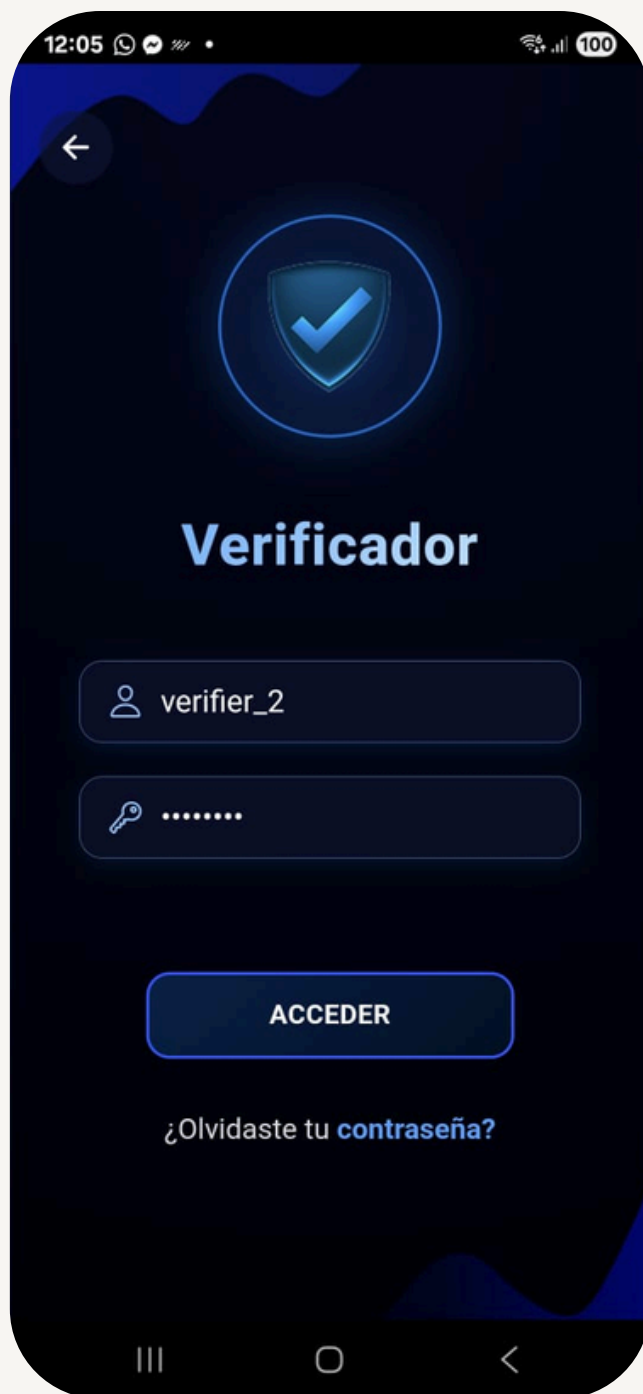 12:05
100
Verificador
verifier_2
••••••••
ACCEDER
¿Olvidaste tu contraseña?